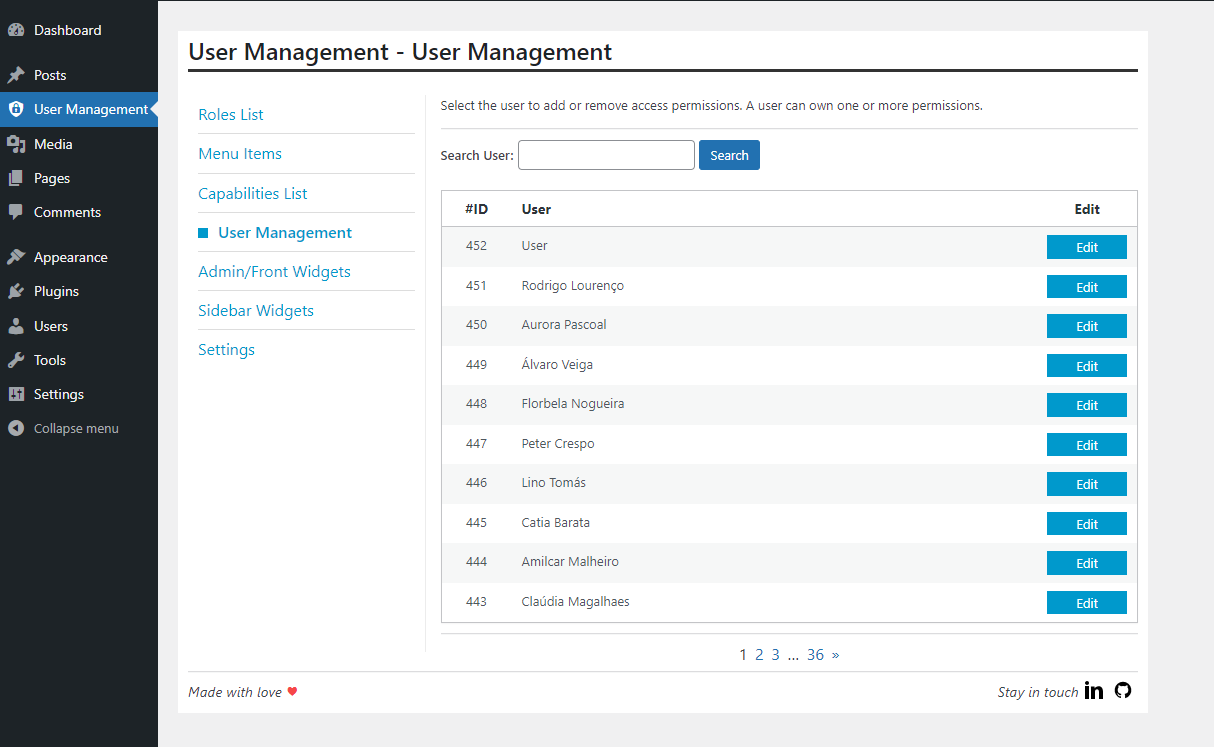 Dashboard
Posts
User Management
Media
Pages
Comments
Appearance
Plugins
Users
Tools
Settings
Collapse menu
User Management - User Management
Roles List
Menu Items
Capabilities List
User Management
Admin/Front Widgets
Sidebar Widgets
Settings
Select the user to add or remove access permissions. A user can own one or more permissions.
Search User: Search
#ID User Edit
452 User Edit
451 Rodrigo Lourenço Edit
450 Aurora Pascoal Edit
449 Álvaro Veiga Edit
448 Florbela Nogueira Edit
447 Peter Crespo Edit
446 Lino Tomás Edit
445 Catia Barata Edit
444 Amilcar Malheiro Edit
443 Claúdia Magalhaes Edit
1 2 3 … 36 »
Made with love
Stay in touch in